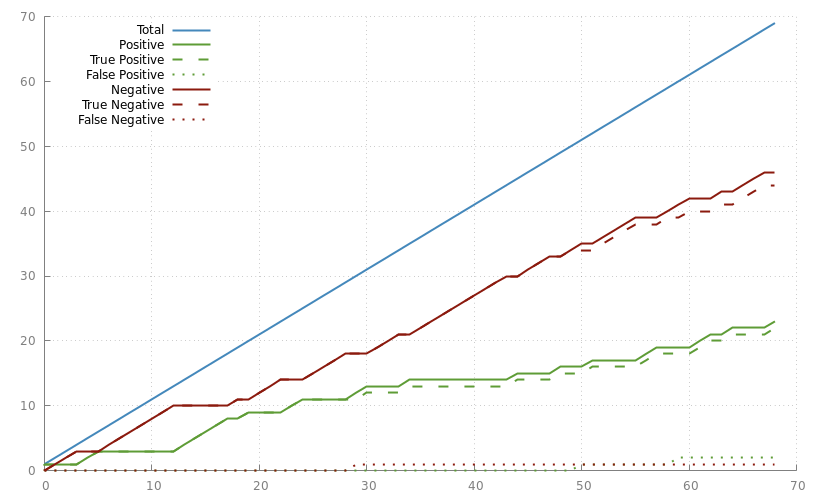 70
60
50
40
30
20
10
0
Total
Positive
True Positive
False Positive
Negative
True Negative
False Negative
0 10 20 30 40 50 60 70